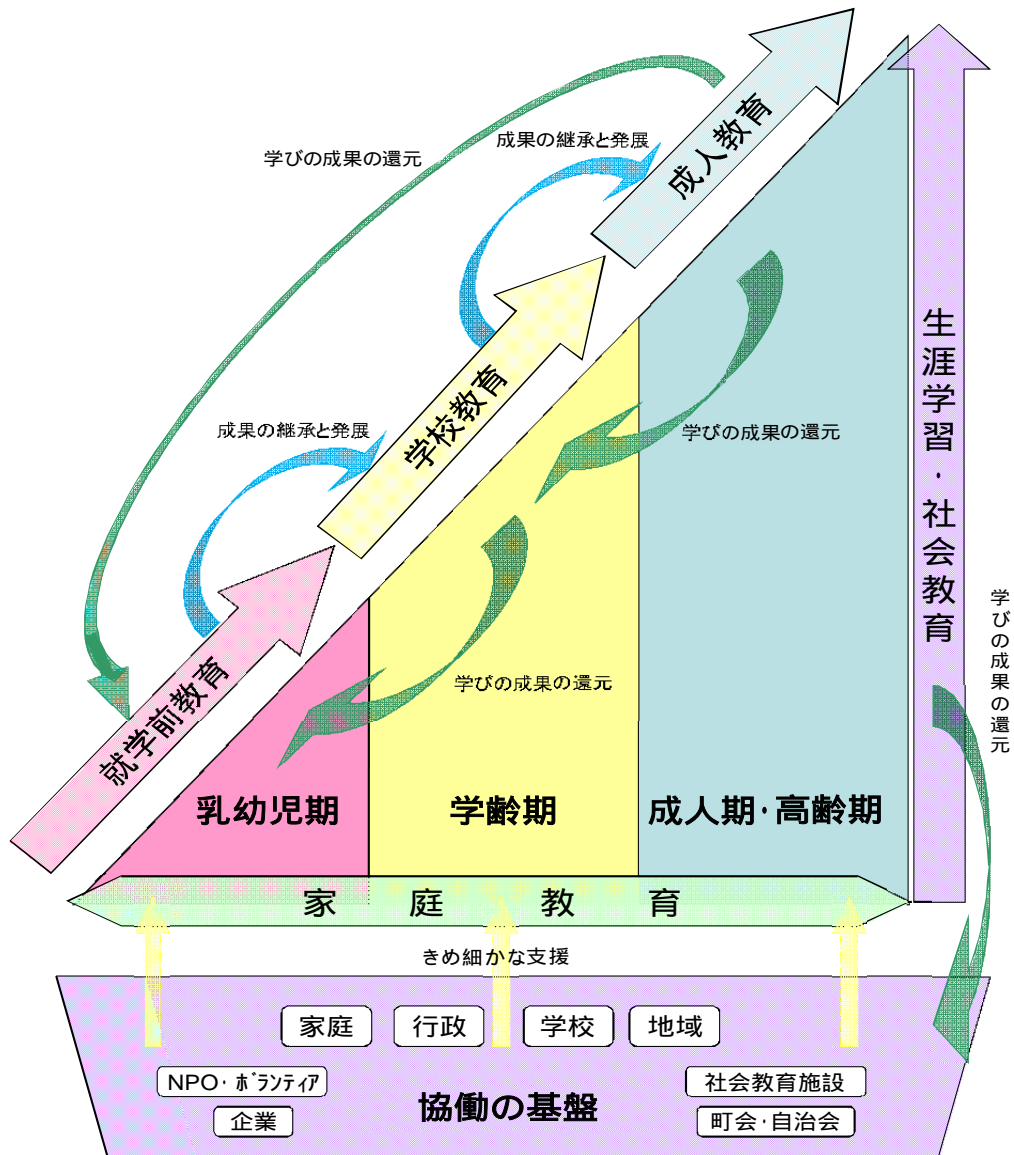 学びの成果の還元
成果の継承と発展
成人教育
生涯学習・社会教育
成果の継承と発展
学校教育
学びの成果の還元
学びの成果の還元
就学前教育
学びの成果の還元
乳幼児期
学齢期
成人期・高齢期
家庭教育
きめ細かな支援
家庭
行政
学校
地域
NPO・ボランティア
社会教育施設
企業
協働の基盤
町会・自治会